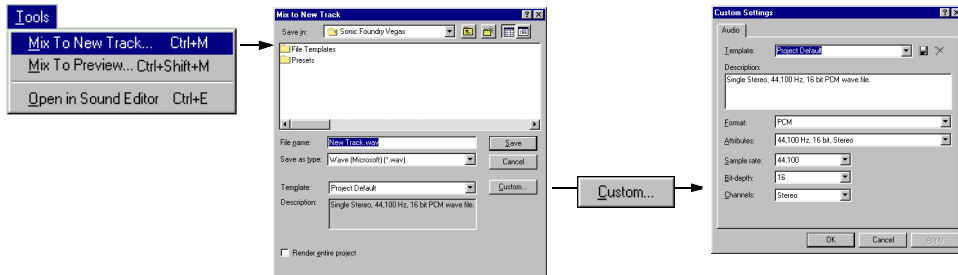 Tools
Mix To New Track... Ctrl+M
Mix To Preview... Ctrl+Shift+M
Open in Sound Editor Ctrl+E
Mix to New Track
Save in: Sonic Foundry Vegas
File Templates
Presets
File name: New Track.wav
Save
Save as type: Wave (Microsoft) (*.wav)
Cancel
Template: Project Default
Custom...
Description: Single Stereo, 44,100 Hz, 16 bit PCM wave file.
Render entire project
Custom...
Custom Settings
Audio
Template: Project Default
Description:
Single Stereo, 44,100 Hz, 16 bit PCM wave file.
Format: PCM
Attributes: 44,100 Hz, 16 bit, Stereo
Sample rate: 44,100
Bit-depth: 16
Channels: Stereo
OK Cancel Apply